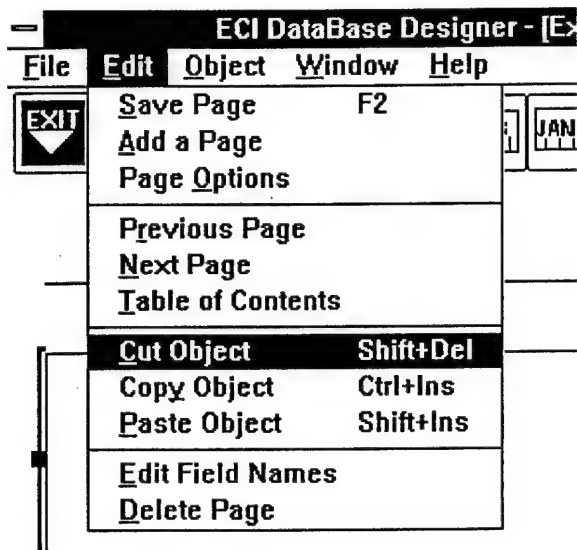 ECI DataBase Designer - [Ex
File Edit Object Window Help
EXIT
JAN
Save Page F2
Add a Page
Page Options
Previous Page
Next Page
Table of Contents
Cut Object Shift+Del
Copy Object Ctrl+Ins
Paste Object Shift+Ins
Edit Field Names
Delete Page